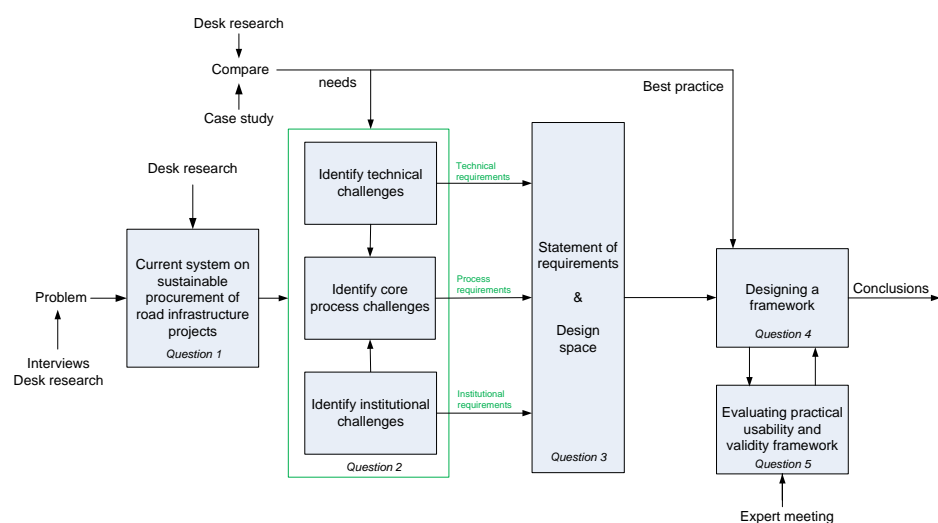 Desk research
Compare
Case study
needs
Best practice
Desk research
Problem
Interviews
Desk research
Current system on
sustainable
procurement of
road infrastructure
projects
Question 1
Identify technical
challenges
Identify core
process challenges
Identify institutional
challenges
Question 2
Technical
requirements
Process
requirements
Institutional
requirements
Statement of
requirements
&
Design
space
Question 3
Designing a
framework
Question 4
Conclusions
Evaluating practical
usability and
validity framework
Question 5
Expert meeting